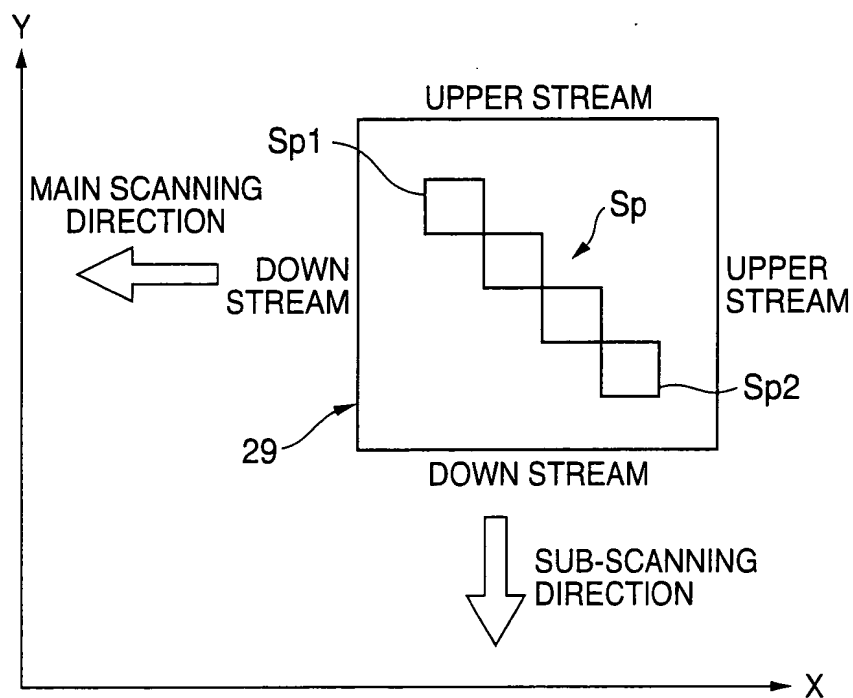 Y
UPPER STREAM
Sp1
MAIN SCANNING
DIRECTION
Sp
DOWN
STREAM
UPPER
STREAM
Sp2
29
DOWN STREAM
SUB-SCANNING
DIRECTION
X